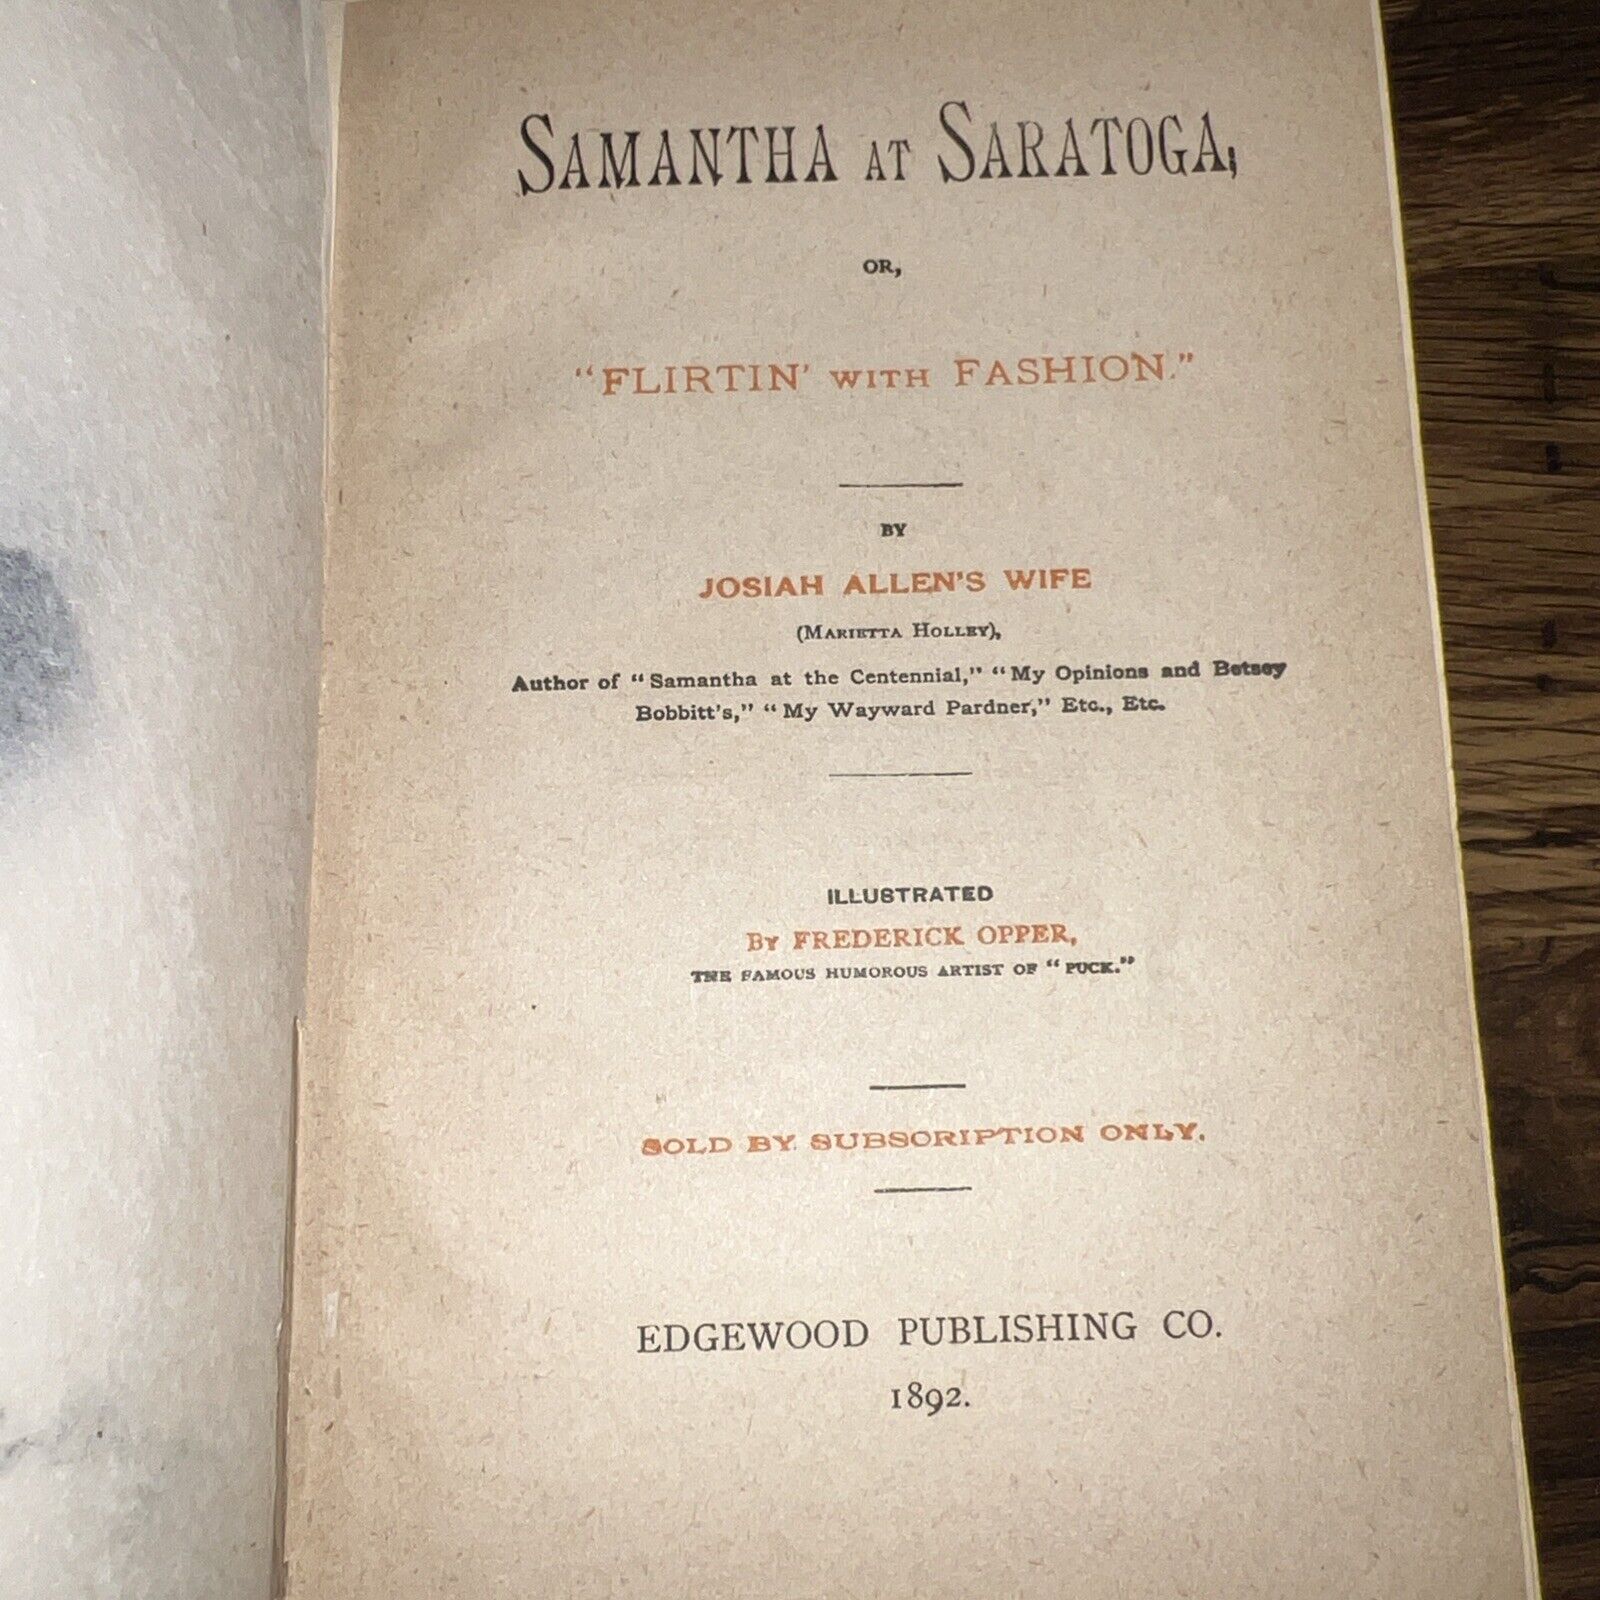 SAMANTHA AT SARATOGA,
OR,
"FLIRTIN' WITH FASHION."
BY
JOSIAH ALLEN'S WIFE
(MARIETTA HOLLEY),
Author of "Samantha at the Centennial," "My Opinions and Betsey
Bobbitt's," "My Wayward Pardner," Etc., Etc.
ILLUSTRATED
BY FREDERICK OPPER,
THE FAMOUS HUMOROUS ARTIST OF "PUCK."
SOLD BY SUBSCRIPTION ONLY.
EDGEWOOD PUBLISHING CO.
1892.